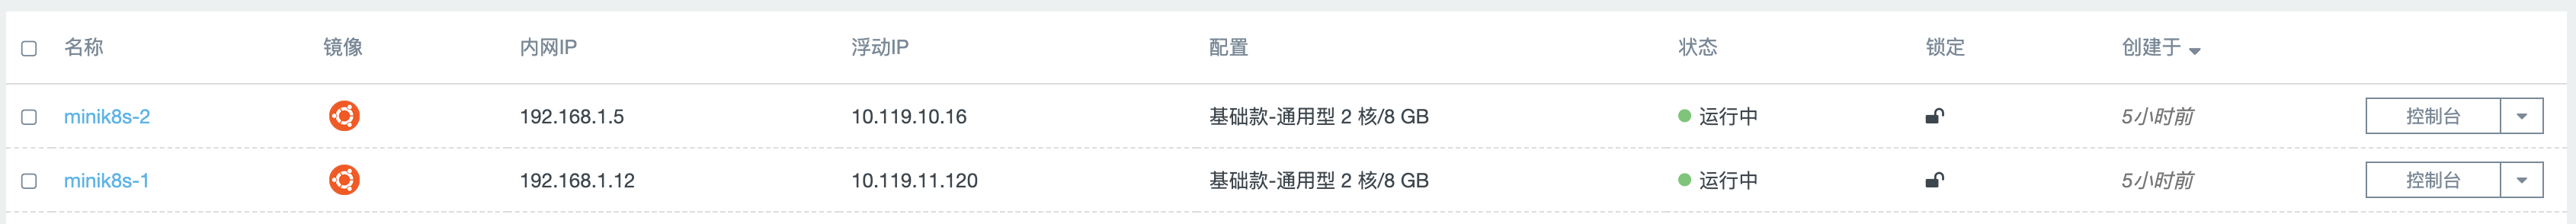 名称 镜像 内网IP 浮动IP 配置 状态 锁定 创建于
minik8s-2 192.168.1.5 10.119.10.16 基础款-通用型 2 核/8 GB 运行中 5小时前 控制台
minik8s-1 192.168.1.12 10.119.11.120 基础款-通用型 2 核/8 GB 运行中 5小时前 控制台